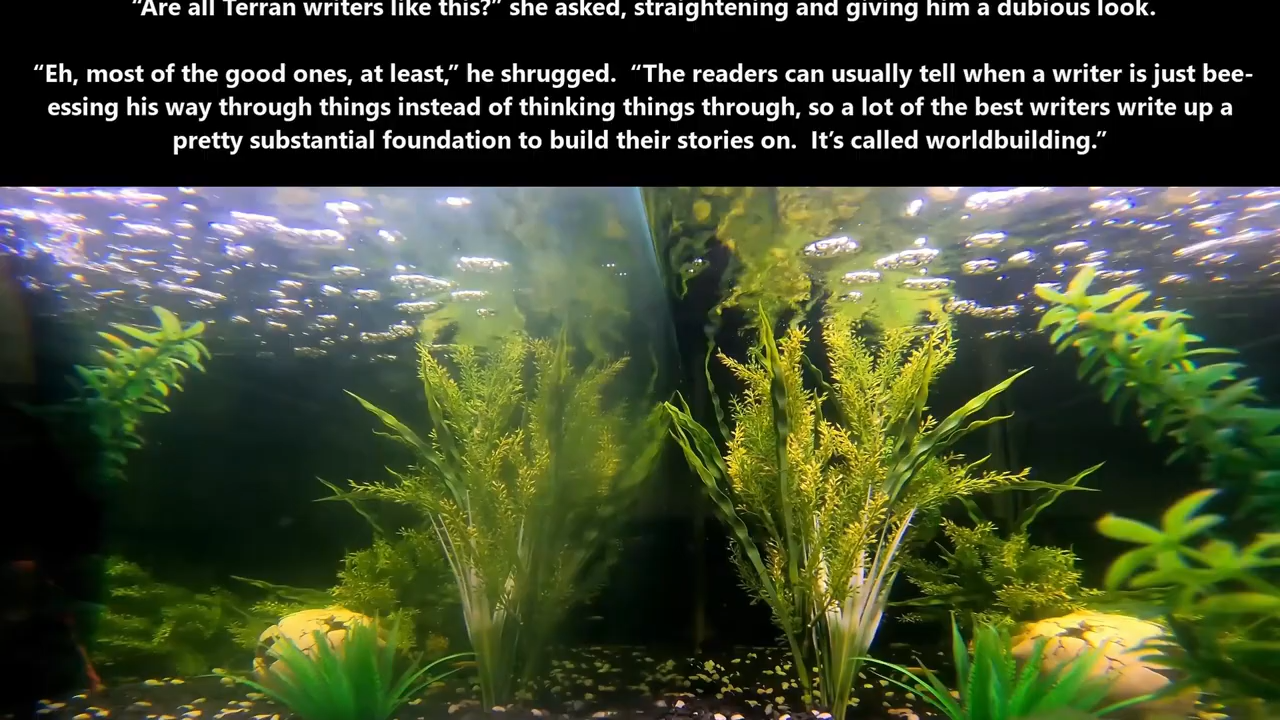 “Are all Terran writers like this?” she asked, straightening and giving him a dubious look.
“Eh, most of the good ones, at least,” he shrugged.  “The readers can usually tell when a writer is just bee-
essing his way through things instead of thinking things through, so a lot of the best writers write up a
pretty substantial foundation to build their stories on.  It’s called worldbuilding.”